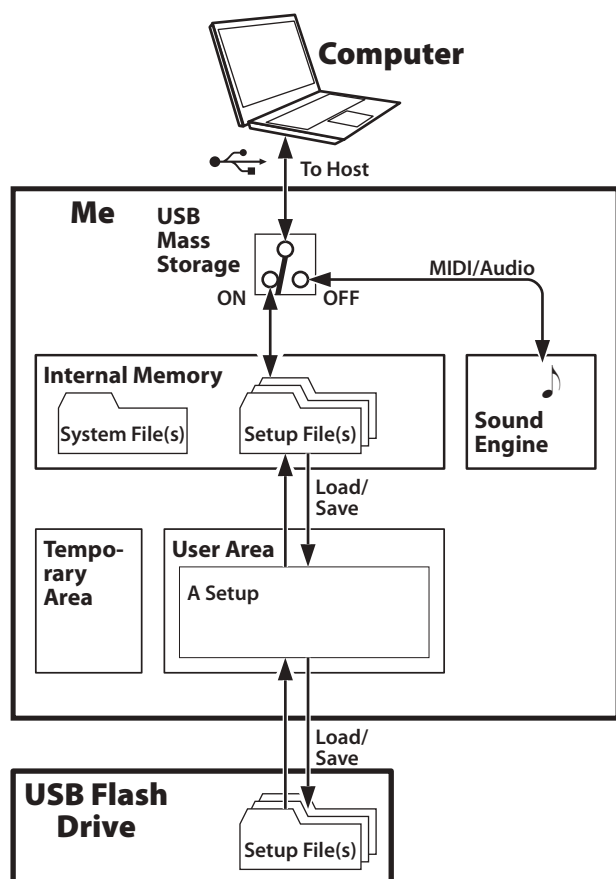 Computer
To Host
Me
USB
Mass
Storage
MIDI/Audio
ON
OFF
Internal Memory
System File(s)
Setup File(s)
Sound
Engine
Load/
Save
Tempo-
rary
Area
User Area
A Setup
Load/
Save
USB Flash
Drive
Setup File(s)